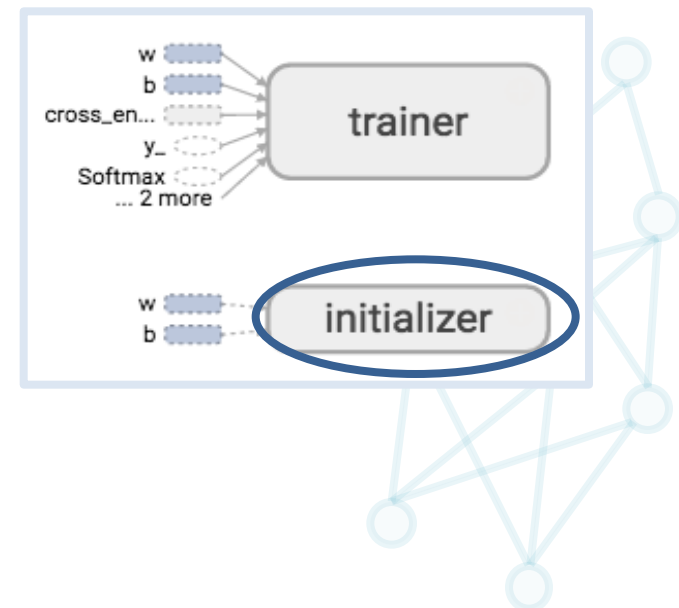 w
b
cross_en...
y_
Softmax
... 2 more
trainer
w
b
initializer